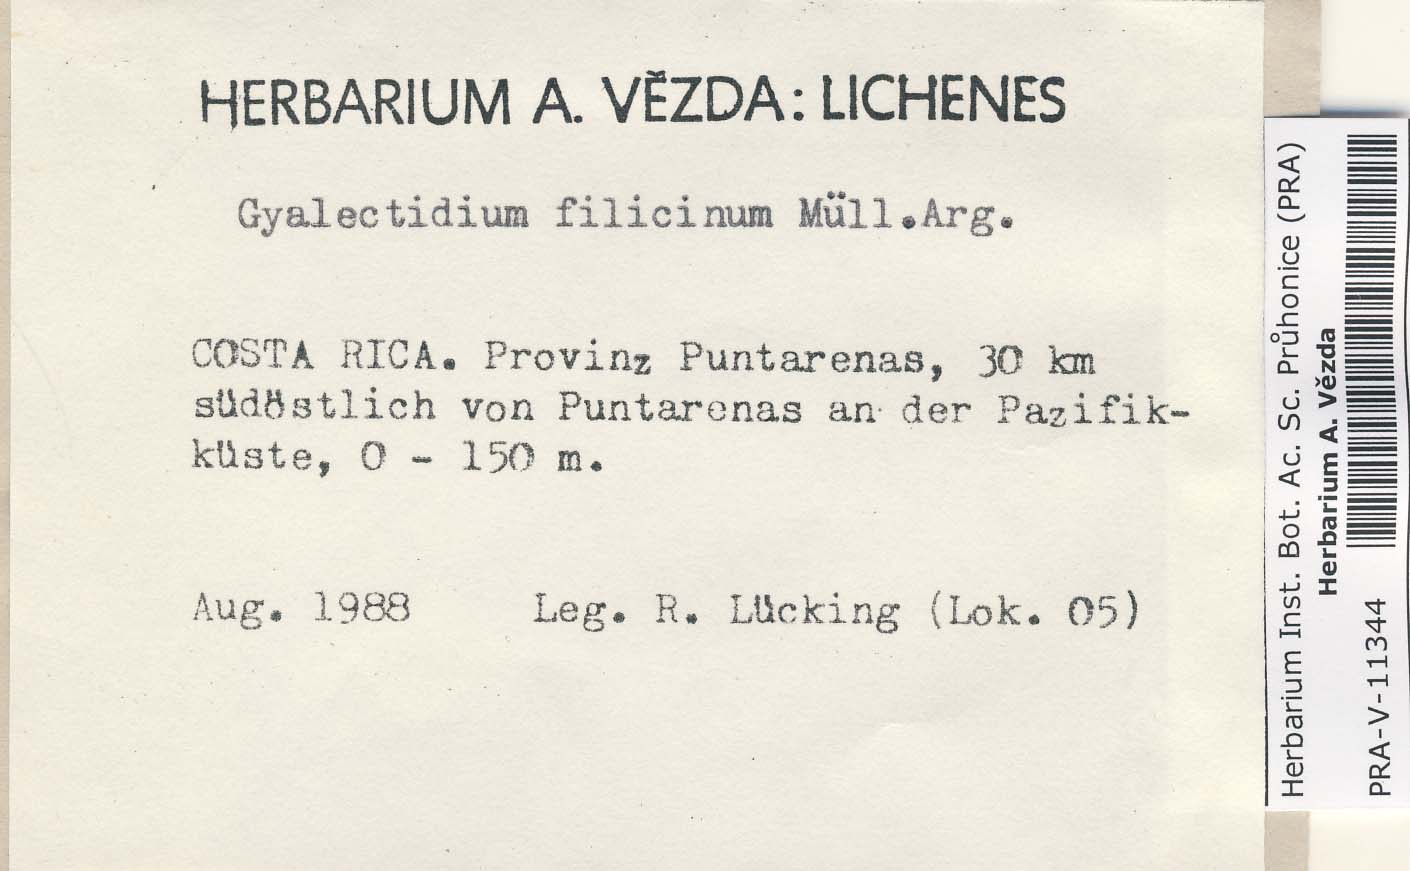 HERBARIUM A. VĚZDA: LICHENES
Gyalectidium filicinum Müll.Arg.
COSTA RICA. Provinz Puntarenas, 30 km
südöstlich von Puntarenas an der Pazifik-
küste, 0 - 150 m.
Aug. 1988 Leg. R. Lücking (Lok. 05)
Herbarium Inst. Bot. Ac. Sc. Průhonice (PRA)
Herbarium A. Vězda
PRA-V-11344